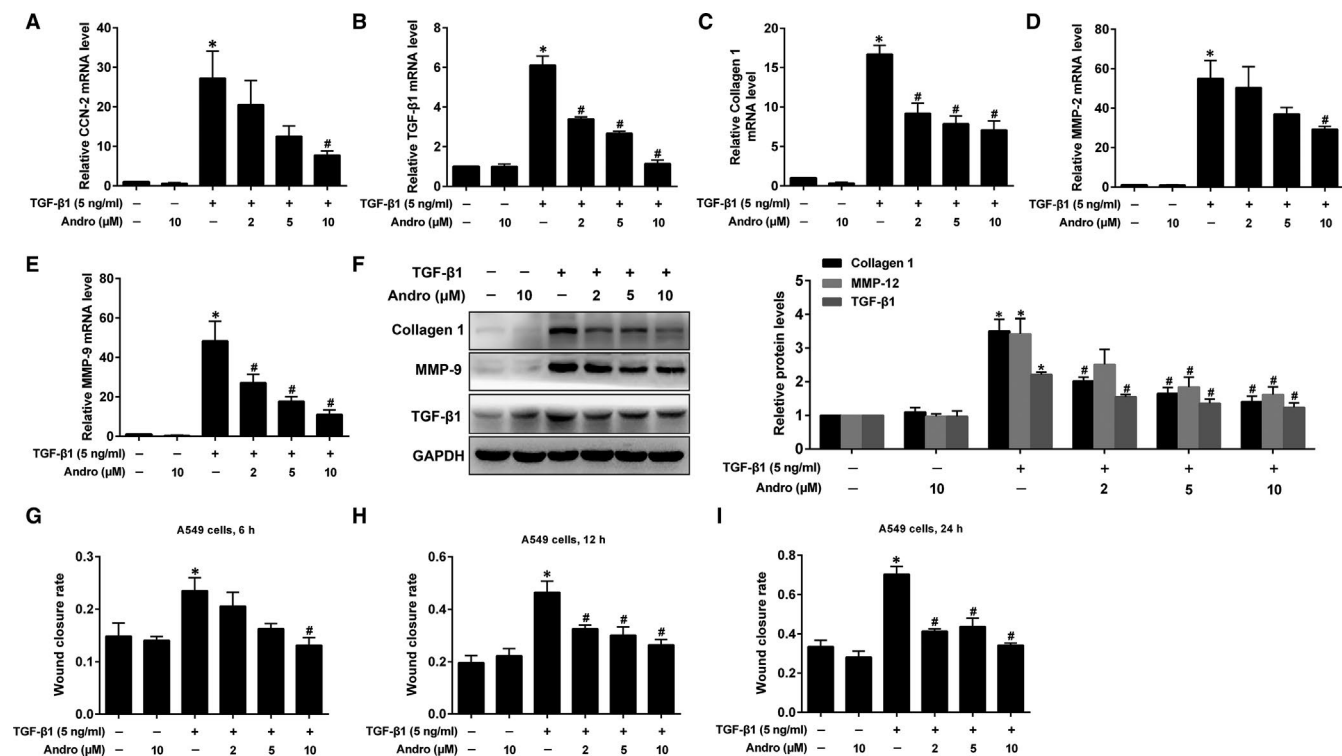 A
Relative CCN-2 mRNA level
40
30
20
10
0
*
#
TGF-β1 (5 ng/ml) – – + + + +
Andro (μM) – 10 – 2 5 10
B
Relative TGF-β1 mRNA level
8
6
4
2
0
*
# # #
TGF-β1 (5 ng/ml) – – + + + +
Andro (μM) – 10 – 2 5 10
C
Relative Collagen 1
mRNA level
20
15
10
5
0
*
# # #
TGF-β1 (5 ng/ml) – – + + + +
Andro (μM) – 10 – 2 5 10
D
Relative MMP-2 mRNA level
80
60
40
20
0
*
#
TGF-β1 (5 ng/ml) – – + + + +
Andro (μM) – 10 – 2 5 10
E
Relative MMP-9 mRNA level
80
60
40
20
0
*
# # #
TGF-β1 (5 ng/ml) – – + + + +
Andro (μM) – 10 – 2 5 10
F
TGF-β1 – – + + + +
Andro (μM) – 10 – 2 5 10
Collagen 1
MMP-9
TGF-β1
GAPDH
Collagen 1
MMP-12
TGF-β1
Relative protein levels
5
4
3
2
1
0
* * *
# #
# # #
# # #
TGF-β1 (5 ng/ml) – – + + + +
Andro (μM) – 10 – 2 5 10
G
A549 cells, 6 h
Wound closure rate
0.3
0.2
0.1
0.0
*
#
TGF-β1 (5 ng/ml) – – + + + +
Andro (μM) – 10 – 2 5 10
H
A549 cells, 12 h
Wound closure rate
0.6
0.4
0.2
0.0
*
# # #
TGF-β1 (5 ng/ml) – – + + + +
Andro (μM) – 10 – 2 5 10
I
A549 cells, 24 h
Wound closure rate
0.8
0.6
0.4
0.2
0.0
*
# # #
TGF-β1 (5 ng/ml) – – + + + +
Andro (μM) – 10 – 2 5 10